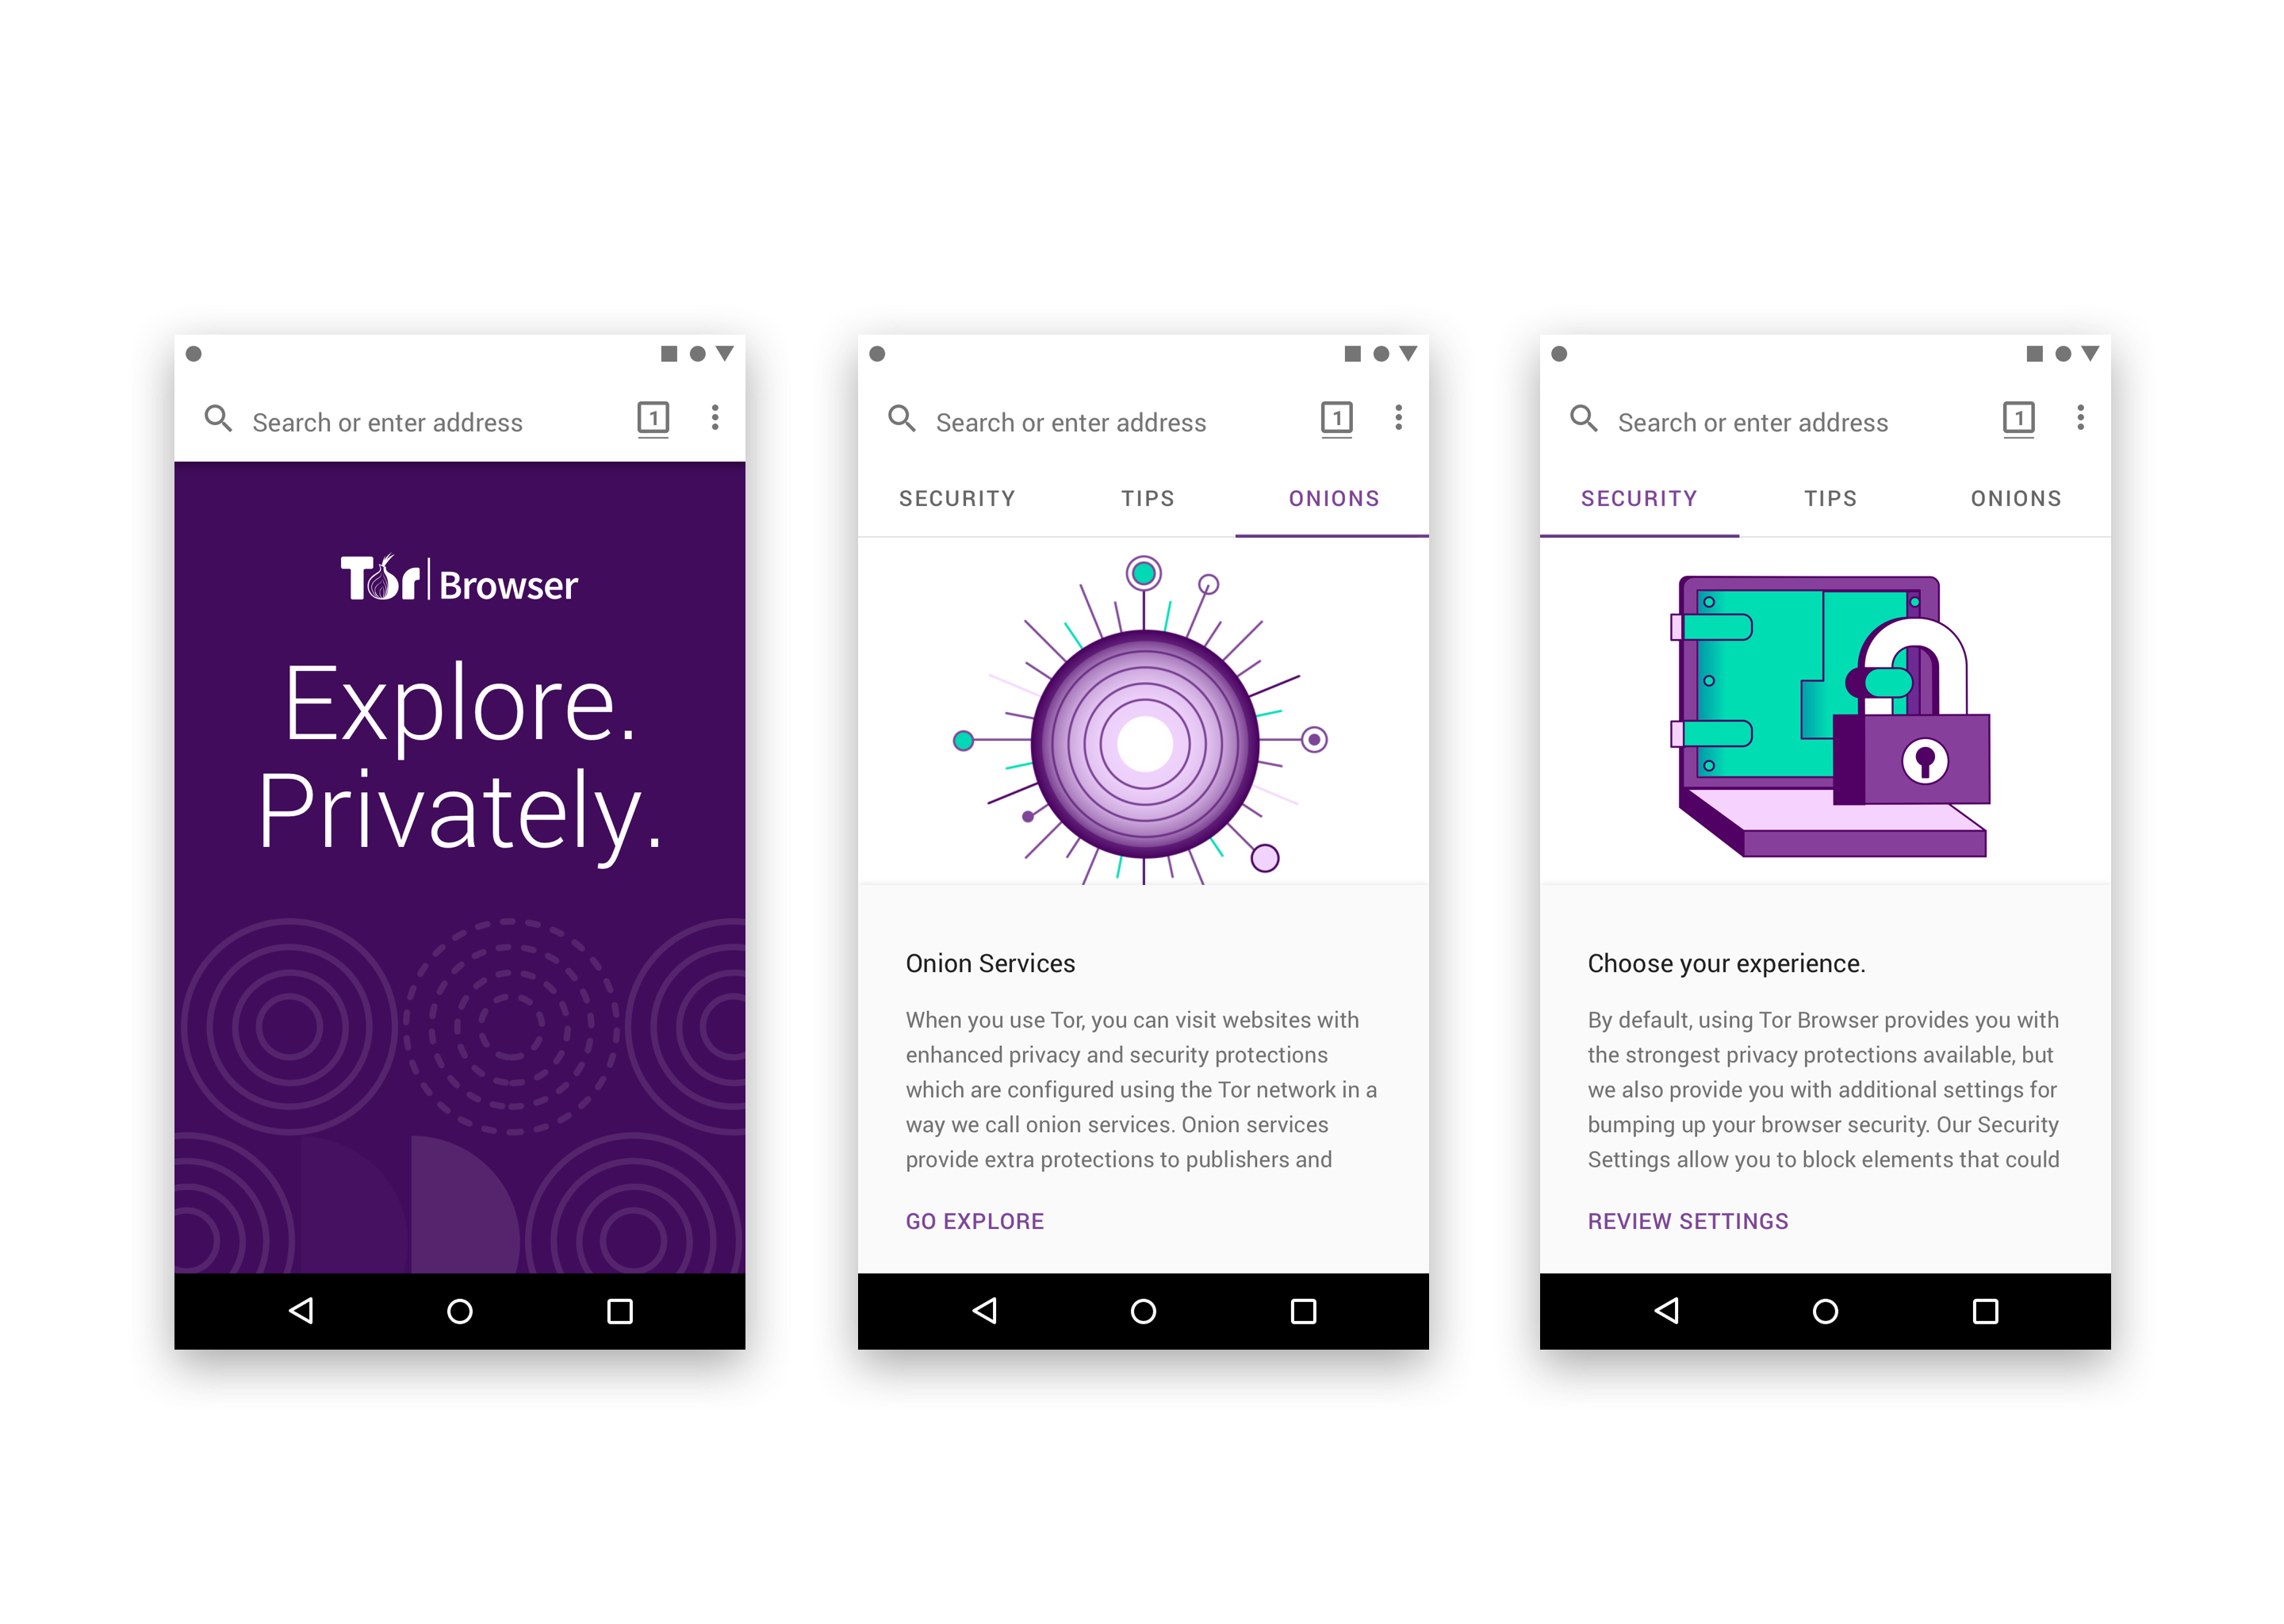 Search or enter address 1
Tor Browser
Explore.
Privately.
Search or enter address 1
SECURITY TIPS ONIONS
Onion Services
When you use Tor, you can visit websites with
enhanced privacy and security protections
which are configured using the Tor network in a
way we call onion services. Onion services
provide extra protections to publishers and
GO EXPLORE
Search or enter address 1
SECURITY TIPS ONIONS
Choose your experience.
By default, using Tor Browser provides you with
the strongest privacy protections available, but
we also provide you with additional settings for
bumping up your browser security. Our Security
Settings allow you to block elements that could
REVIEW SETTINGS